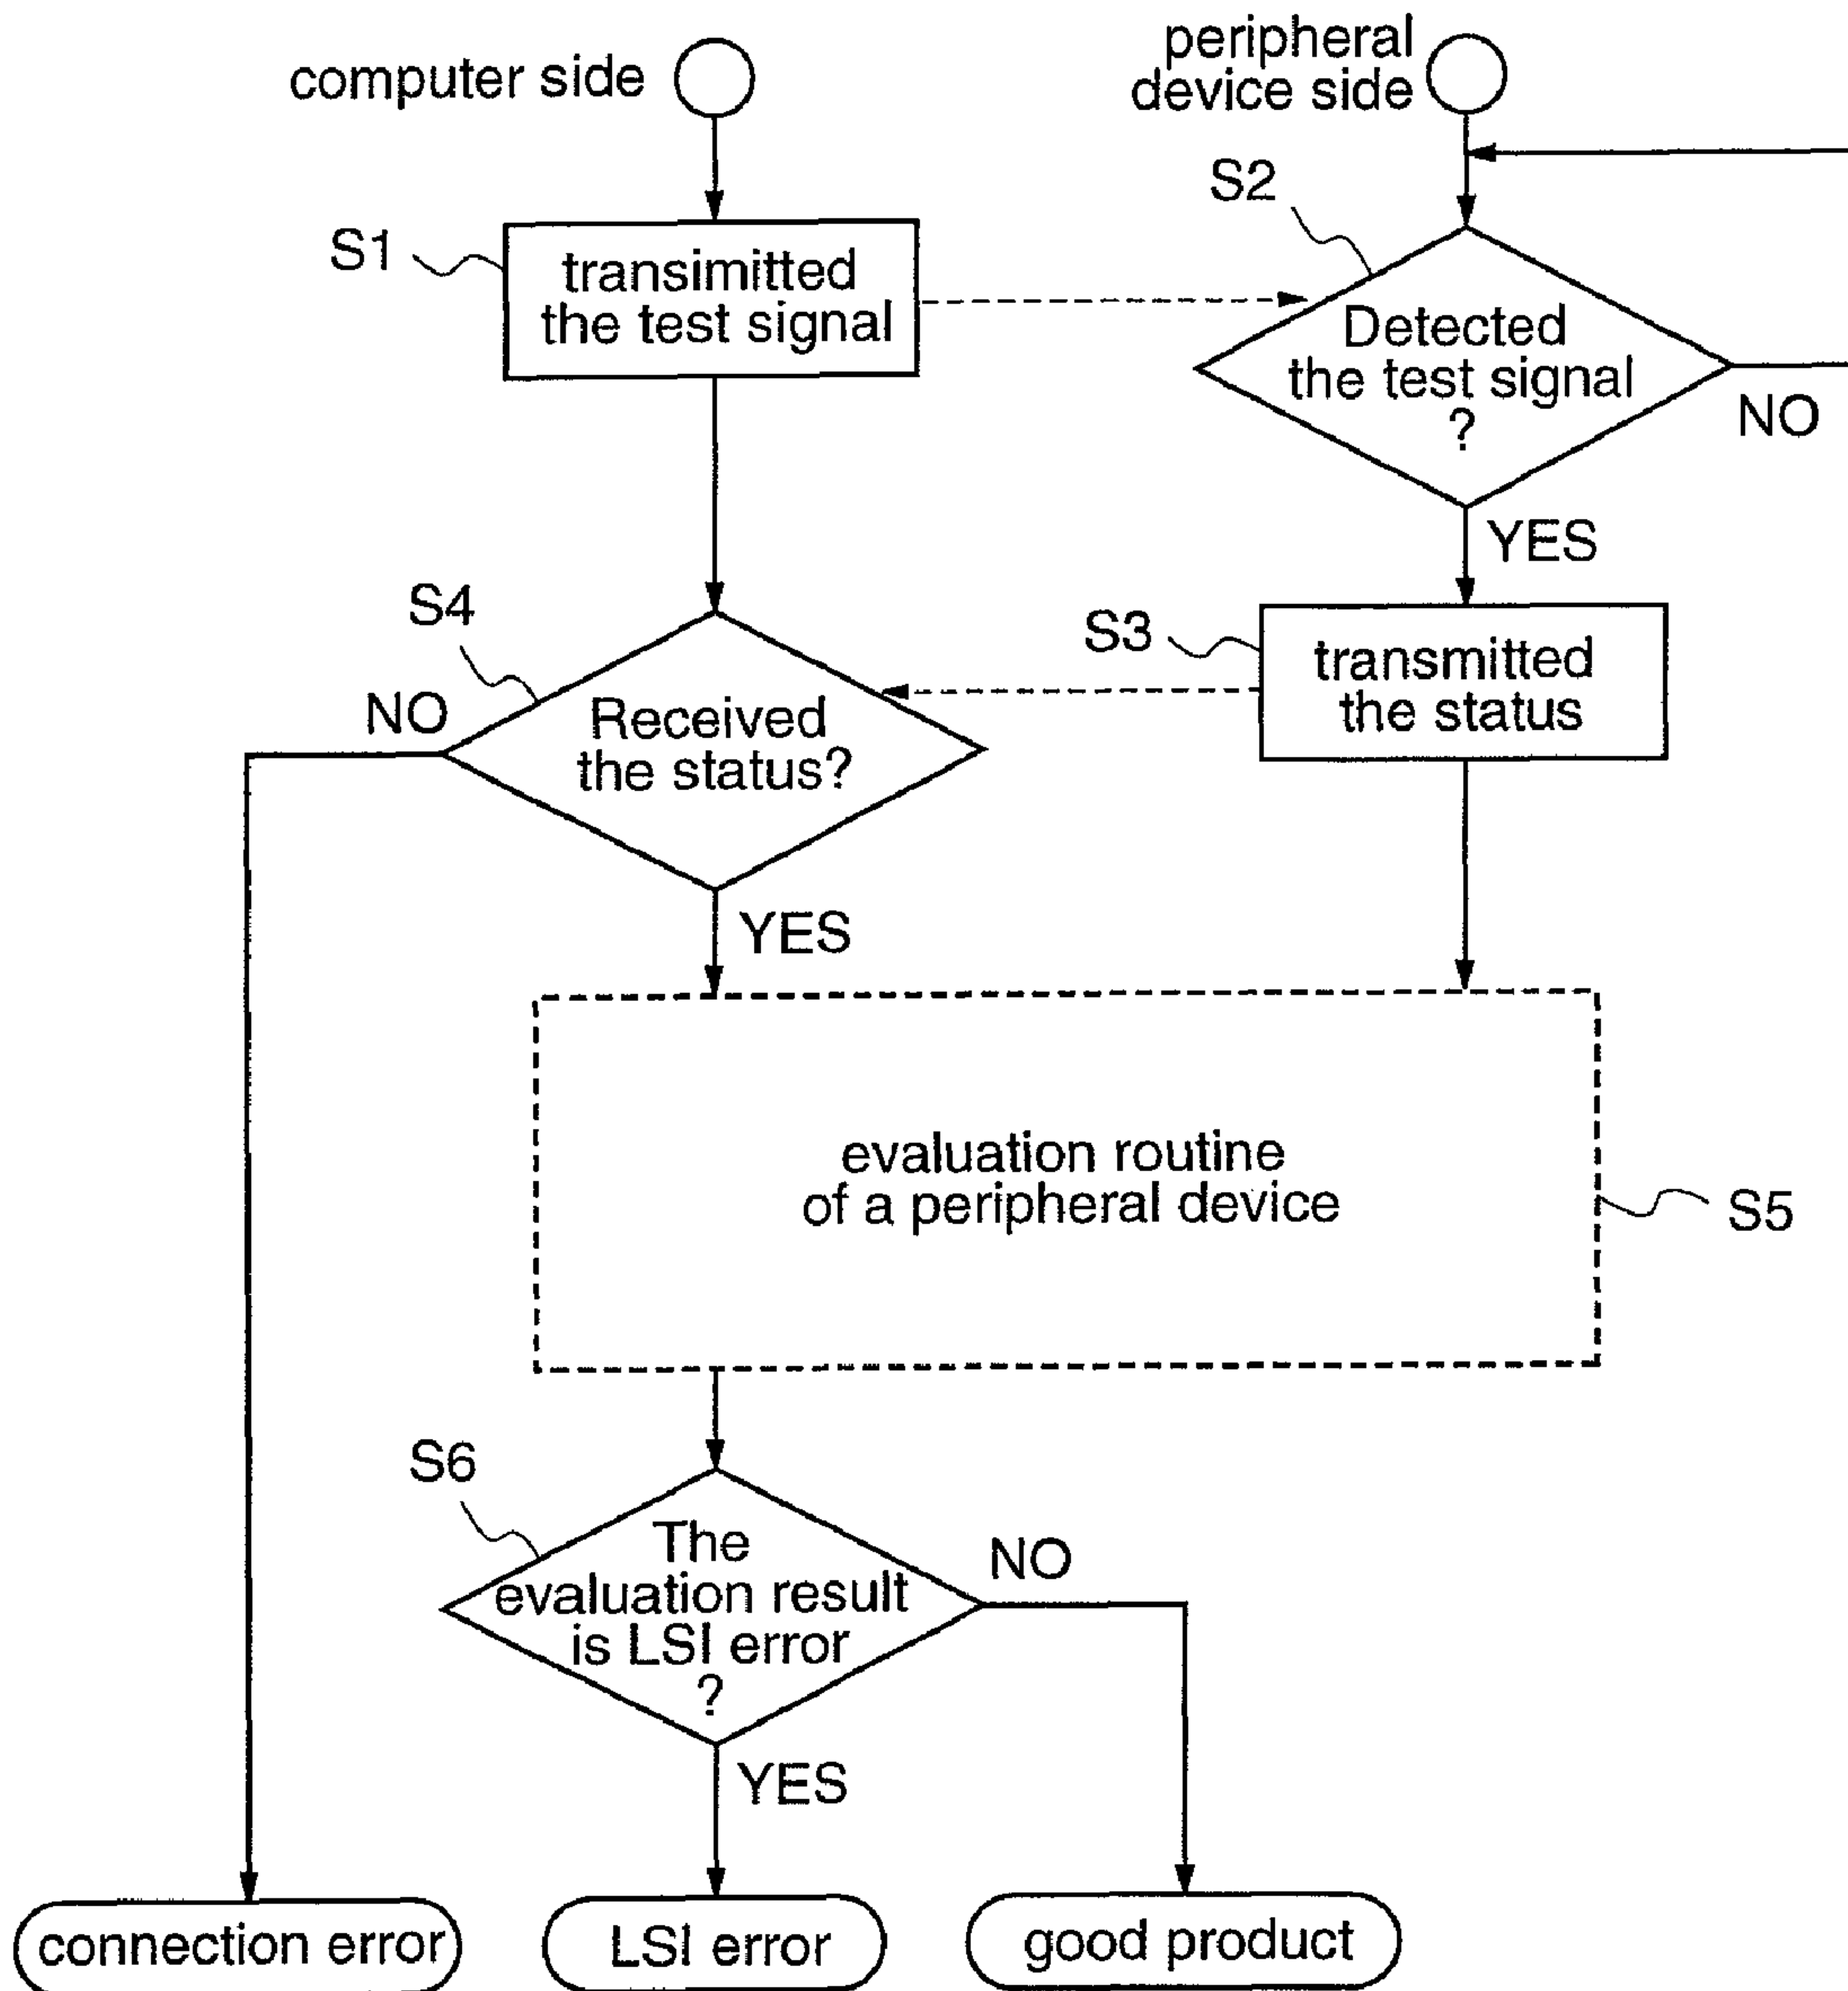 computer side
peripheral
device side
S1
transimitted
the test signal
S2
Detected
the test signal
?
NO
YES
S4
NO
Received
the status?
YES
S3
transmitted
the status
evaluation routine
of a peripheral device
S5
S6
The
evaluation result
is LSI error
?
NO
YES
connection error
LSI error
good product